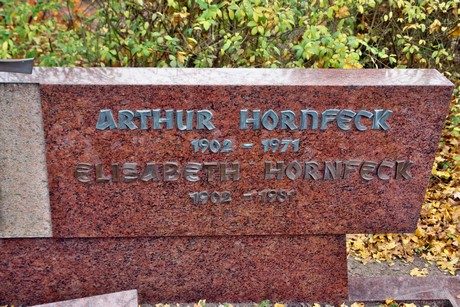 ARTHUR HORNFECK
1902 - 1971
ELISABETH HORNFECK
1902 - 1981